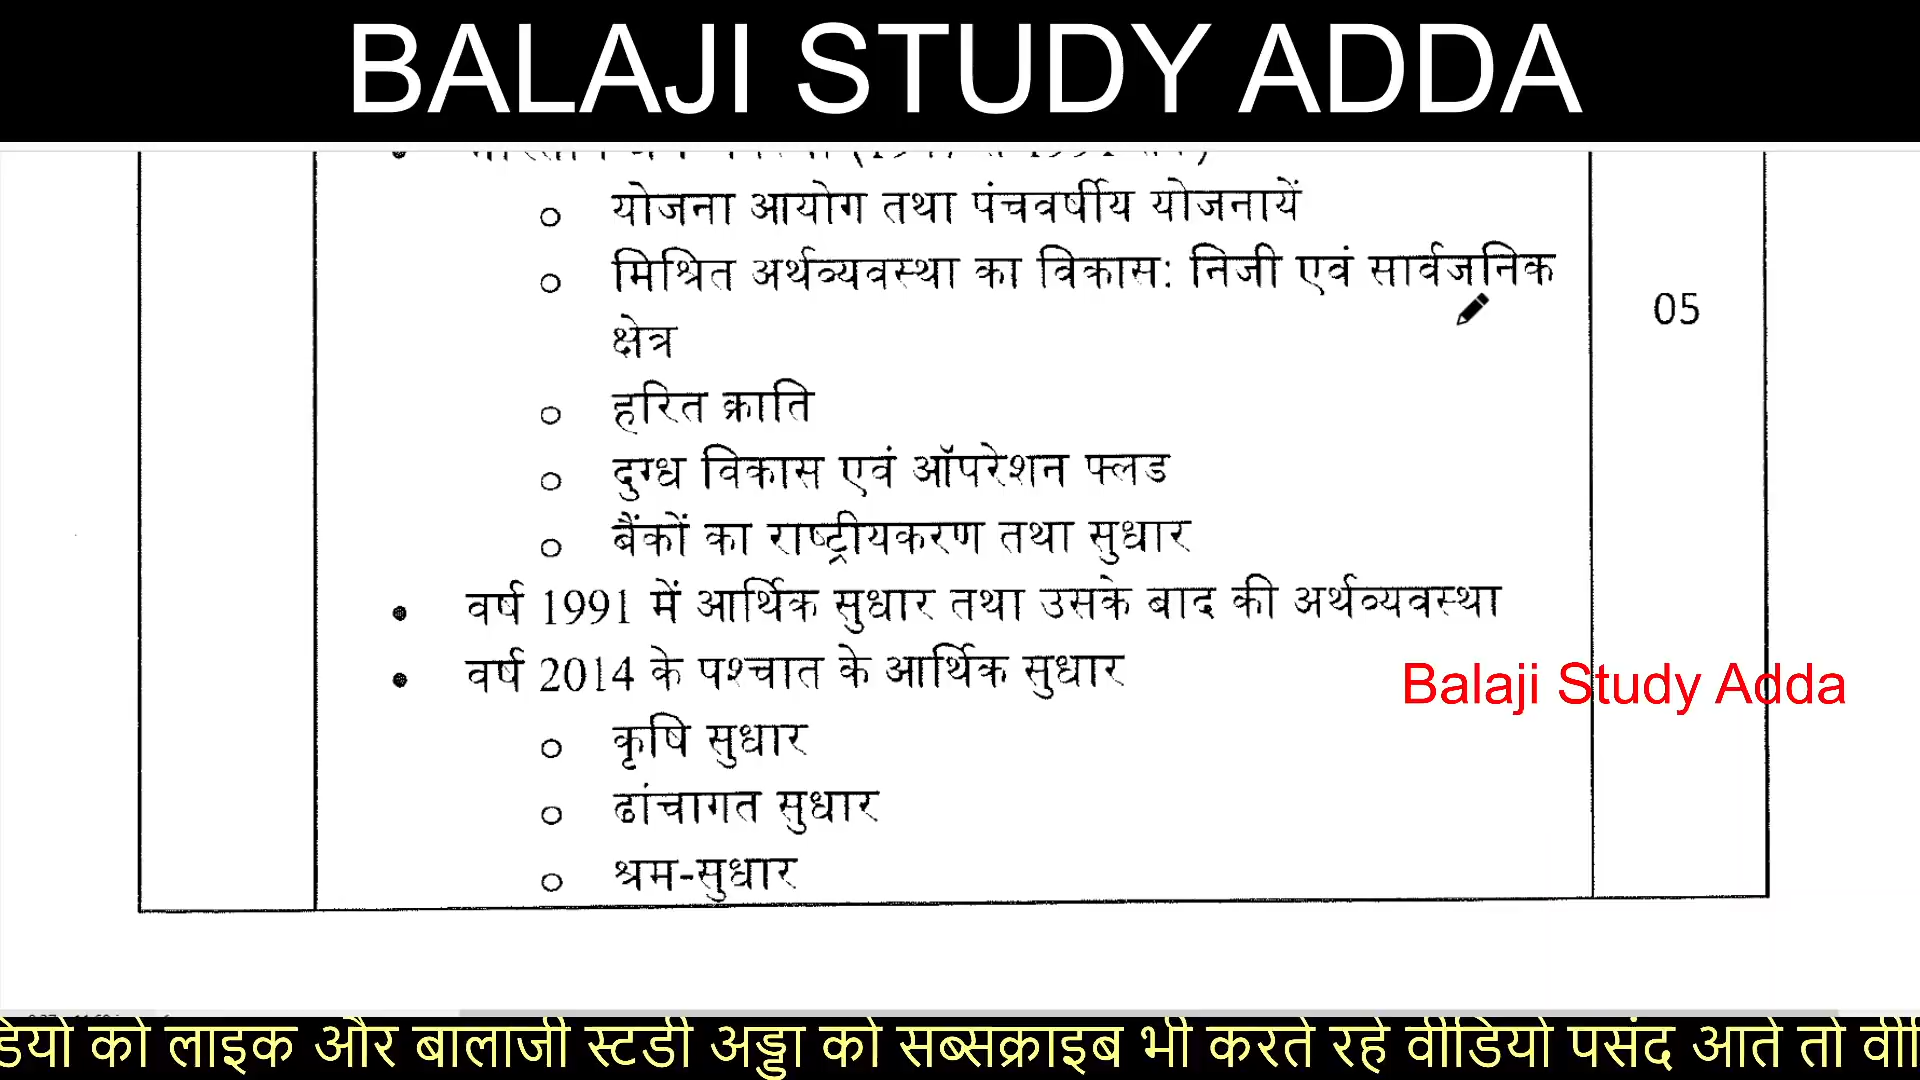 BALAJI STUDY ADDA
योजना आयोग तथा पंचवर्षीय योजनायें
मिश्रित अर्थव्यवस्था का विकास: निजी एवं सार्वजनिक
क्षेत्र
05
हरित क्राति
दुग्ध विकास एवं ऑपरेशन फ्लड
बैंकों का राष्ट्रीयकरण तथा सुधार
वर्ष 1991 में आर्थिक सुधार तथा उसके बाद की अर्थव्यवस्था
वर्ष 2014 के पश्चात के आर्थिक सुधार
Balaji Study Adda
कृषि सुधार
ढांचागत सुधार
श्रम-सुधार
को लाइक और बालाजी स्टडी अड्डा को सब्सक्राइब भी करते रहे वीडियो पसंद आते तो